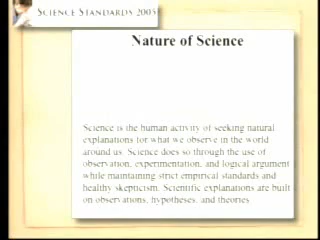 SCIENCE STANDARDS 2005
Nature of Science
Science is the human activity of seeking natural
explanations for what we observe in the world
around us. Science does so through the use of
observation, experimentation, and logical argument
while maintaining strict empirical standards and
healthy skepticism. Scientific explanations are built
on observations, hypotheses, and theories